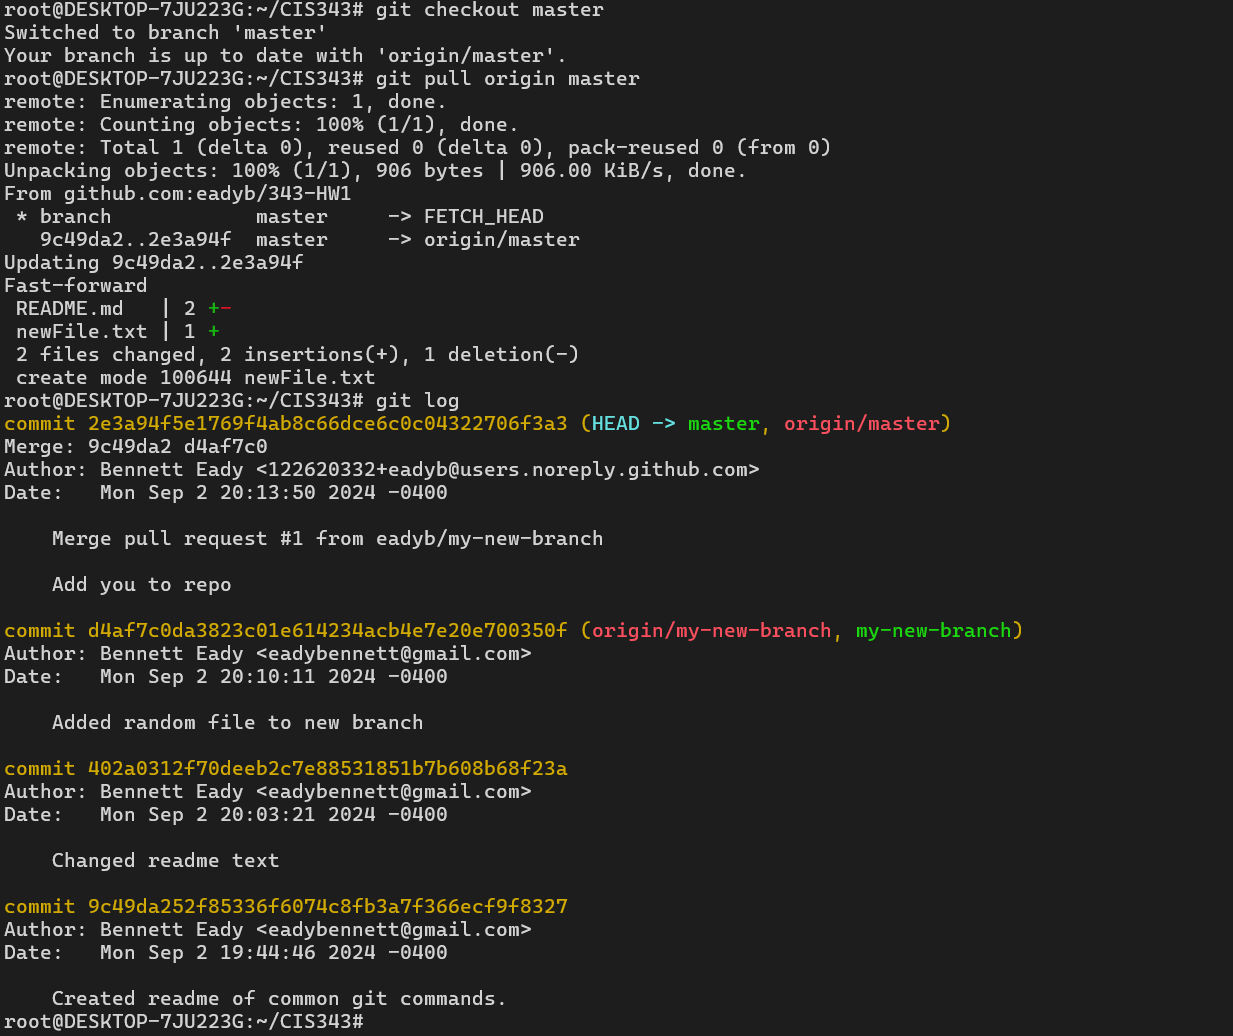 root@DESKTOP-7JU223G:~/CIS343# git checkout master
Switched to branch 'master'
Your branch is up to date with 'origin/master'.
root@DESKTOP-7JU223G:~/CIS343# git pull origin master
remote: Enumerating objects: 1, done.
remote: Counting objects: 100% (1/1), done.
remote: Total 1 (delta 0), reused 0 (delta 0), pack-reused 0 (from 0)
Unpacking objects: 100% (1/1), 906 bytes | 906.00 KiB/s, done.
From github.com:eadyb/343-HW1
 * branch            master     -> FETCH_HEAD
   9c49da2..2e3a94f  master     -> origin/master
Updating 9c49da2..2e3a94f
Fast-forward
 README.md   | 2 +-
 newFile.txt | 1 +
 2 files changed, 2 insertions(+), 1 deletion(-)
 create mode 100644 newFile.txt
root@DESKTOP-7JU223G:~/CIS343# git log
commit 2e3a94f5e1769f4ab8c66dce6c0c04322706f3a3 (HEAD -> master, origin/master)
Merge: 9c49da2 d4af7c0
Author: Bennett Eady <122620332+eadyb@users.noreply.github.com>
Date:   Mon Sep 2 20:13:50 2024 -0400

    Merge pull request #1 from eadyb/my-new-branch

    Add you to repo

commit d4af7c0da3823c01e614234acb4e7e20e700350f (origin/my-new-branch, my-new-branch)
Author: Bennett Eady <eadybennett@gmail.com>
Date:   Mon Sep 2 20:10:11 2024 -0400

    Added random file to new branch

commit 402a0312f70deeb2c7e88531851b7b608b68f23a
Author: Bennett Eady <eadybennett@gmail.com>
Date:   Mon Sep 2 20:03:21 2024 -0400

    Changed readme text

commit 9c49da252f85336f6074c8fb3a7f366ecf9f8327
Author: Bennett Eady <eadybennett@gmail.com>
Date:   Mon Sep 2 19:44:46 2024 -0400

    Created readme of common git commands.
root@DESKTOP-7JU223G:~/CIS343#